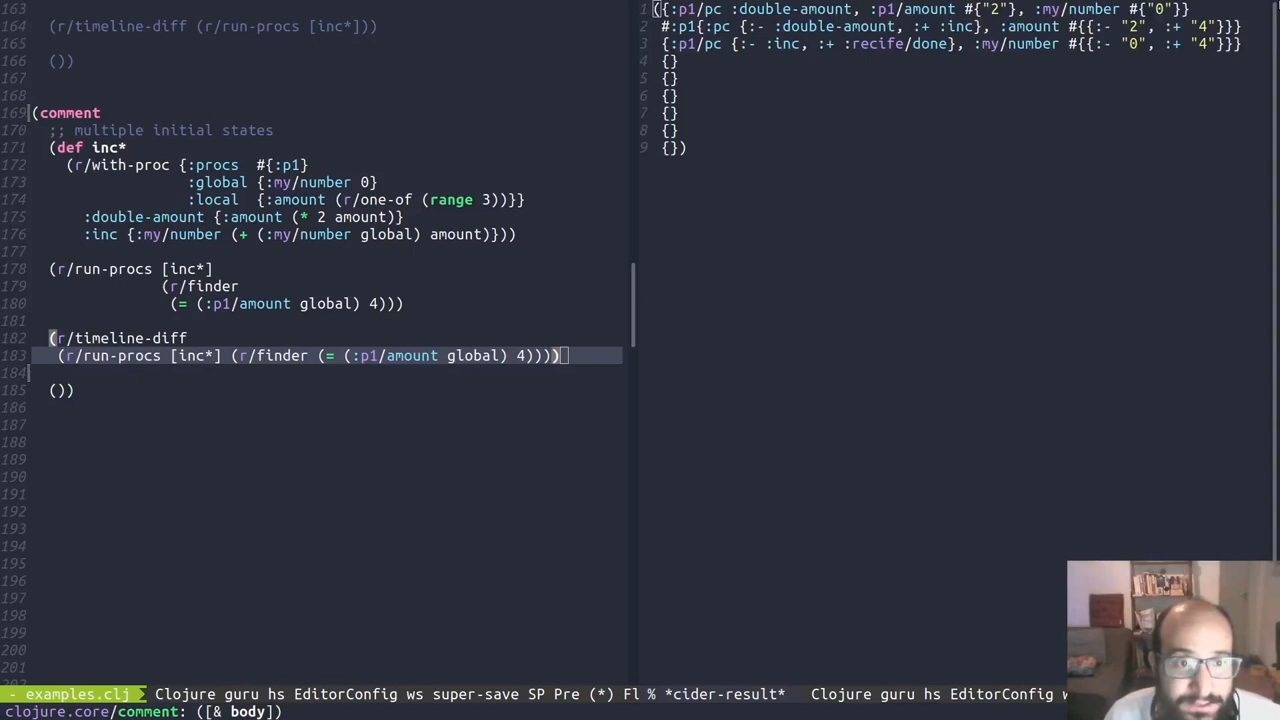 163
164 (r/timeline-diff (r/run-procs [inc*]))
165
166 ())
167
168
169 (comment
170 ;; multiple initial states
171 (def inc*
172 (r/with-proc {:procs #{:p1}
173 :global {:my/number 0}
174 :local {:amount (r/one-of (range 3))}}
175 :double-amount {:amount (* 2 amount)}
176 :inc {:my/number (+ (:my/number global) amount)}))
177
178 (r/run-procs [inc*]
179 (r/finder
180 (= (:p1/amount global) 4)))
181
182 (r/timeline-diff
183 (r/run-procs [inc*] (r/finder (= (:p1/amount global) 4))))
184
185 ())
186
187
188
189
190
191
192
193
194
195
196
197
198
199
200
201
1 ({:p1/pc :double-amount, :p1/amount #{"2"}, :my/number #{"0"}}
2 #:p1{:pc {:- :double-amount, :+ :inc}, :amount #{{:- "2", :+ "4"}}}
3 {:p1/pc {:- :inc, :+ :recife/done}, :my/number #{{:- "0", :+ "4"}}}
4 {}
5 {}
6 {}
7 {}
8 {}
9 {})
- examples.clj Clojure guru hs EditorConfig ws super-save SP Pre (*) Fl % *cider-result* Clojure guru hs EditorConfig ws
clojure.core/comment: ([& body])